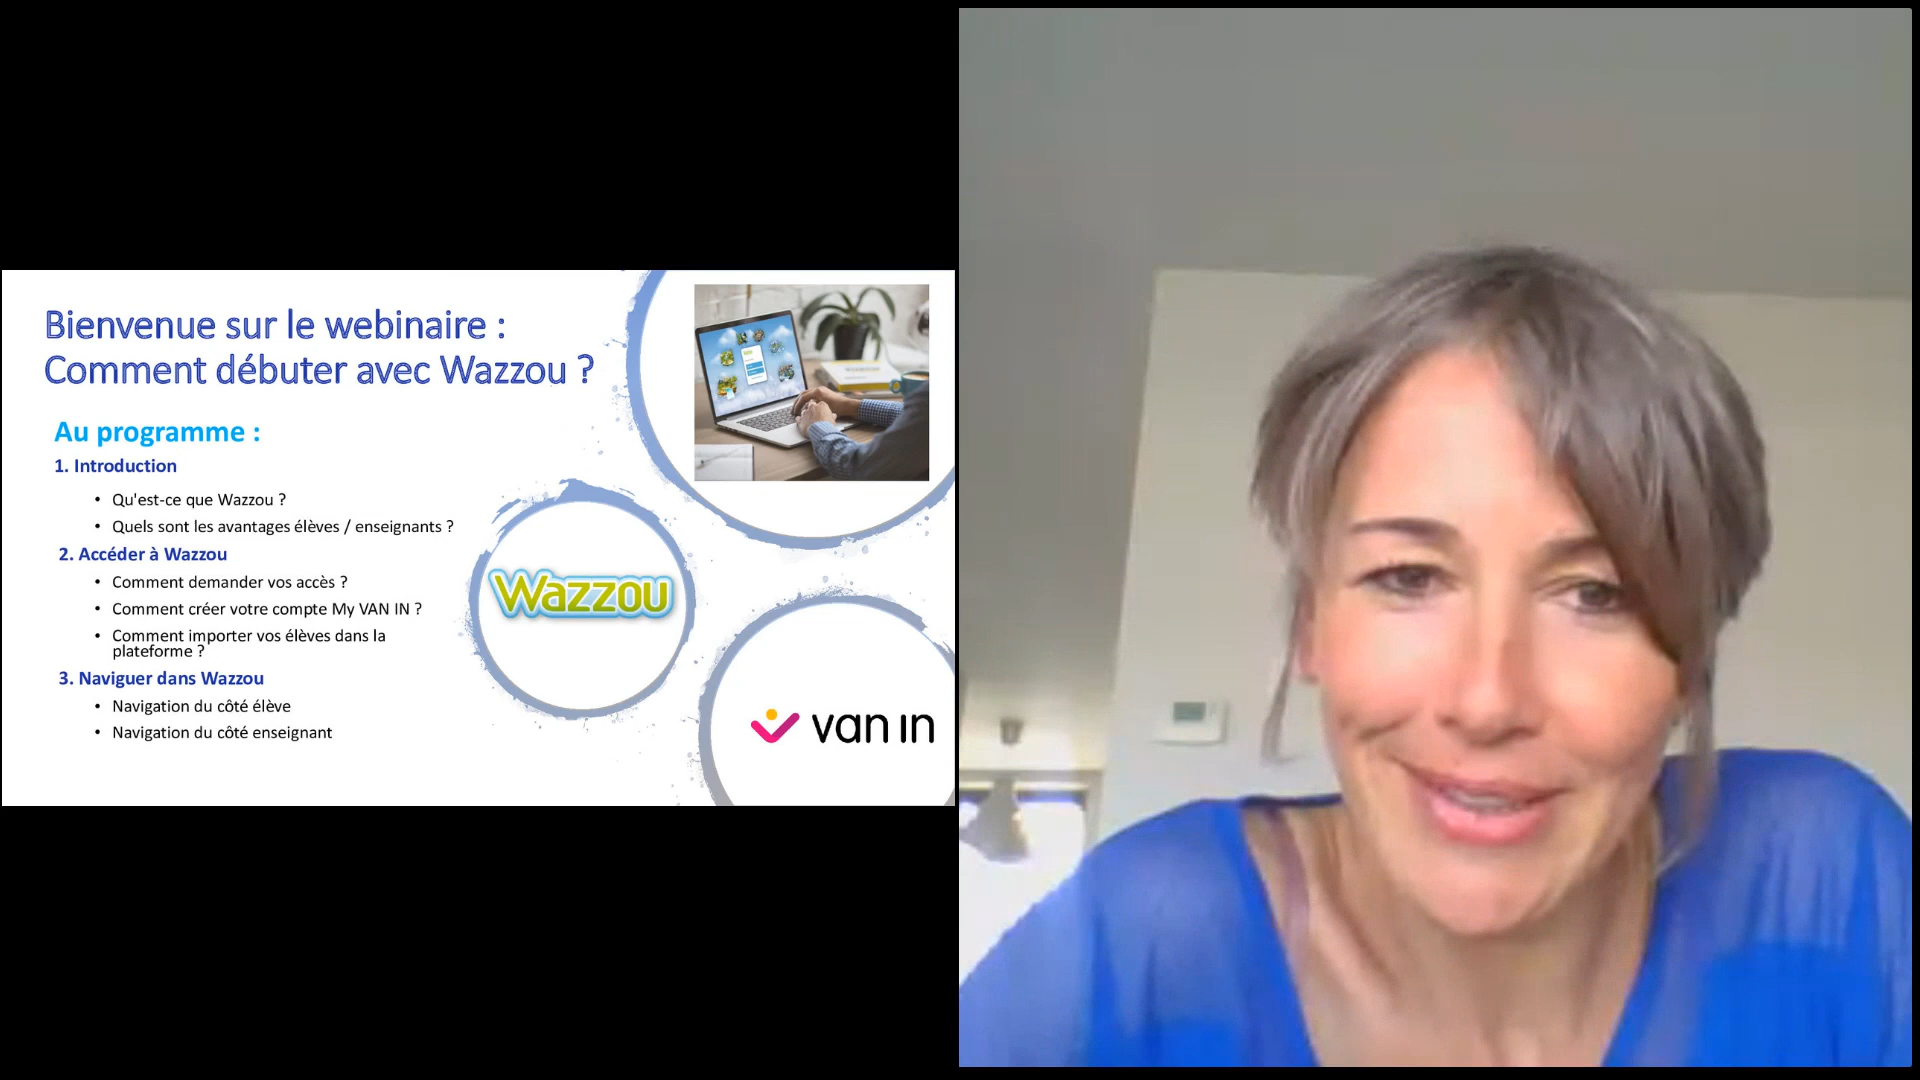 Bienvenue sur le webinaire :
Comment débuter avec Wazzou ?
Au programme :
1. Introduction
• Qu'est-ce que Wazzou ?
• Quels sont les avantages élèves / enseignants ?
2. Accéder à Wazzou
• Comment demander vos accès ?
• Comment créer votre compte My VAN IN ?
• Comment importer vos élèves dans la
plateforme ?
3. Naviguer dans Wazzou
• Navigation du côté élève
• Navigation du côté enseignant
Wazzou
van in